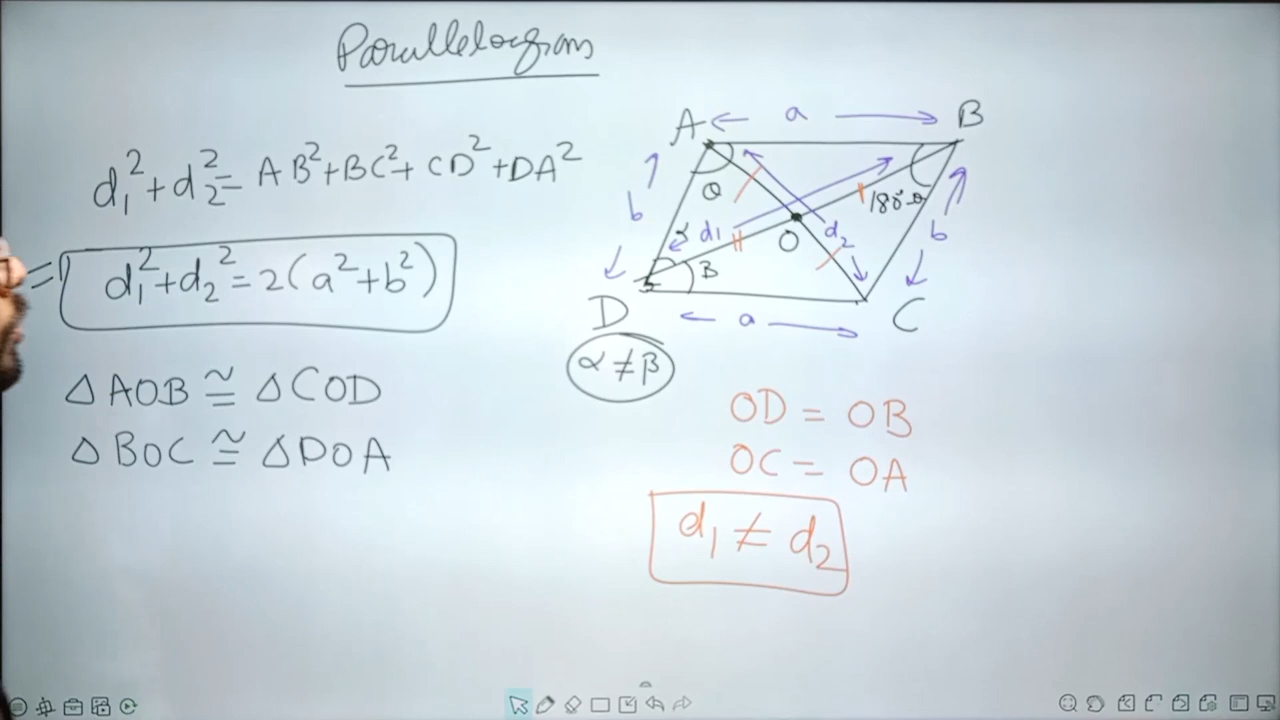 Parallelogram
d₁²+d₂²= AB²+BC²+CD²+DA²
= d₁²+d₂²=2(a²+b²)
△AOB ≅ △COD
△BOC ≅ △DOA
A ← a → B
b θ 180°-θ b
α d₁ O d₂
β
D ← a → C
α ≠ β
OD = OB
OC = OA
d₁ ≠ d₂